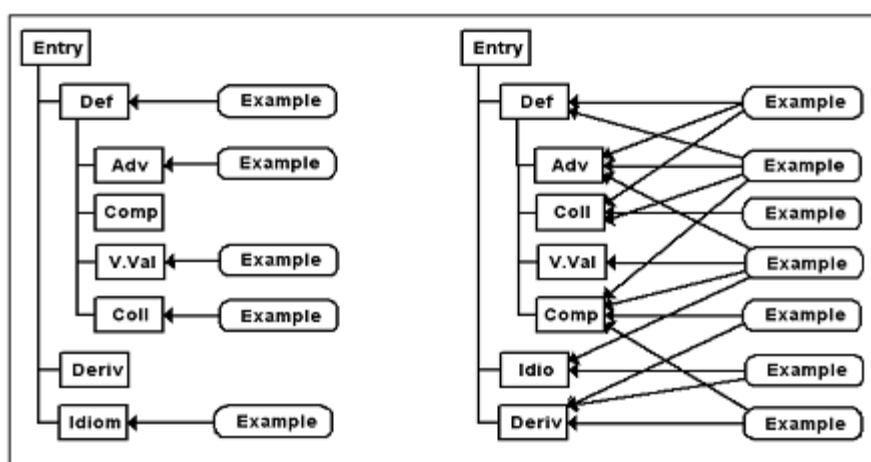 Entry
Def Example
Adv Example
Comp
V.Val Example
Coll Example
Deriv
Idiom Example
Entry
Def Example
Adv Example
Coll Example
V.Val Example
Comp Example
Idio Example
Deriv Example